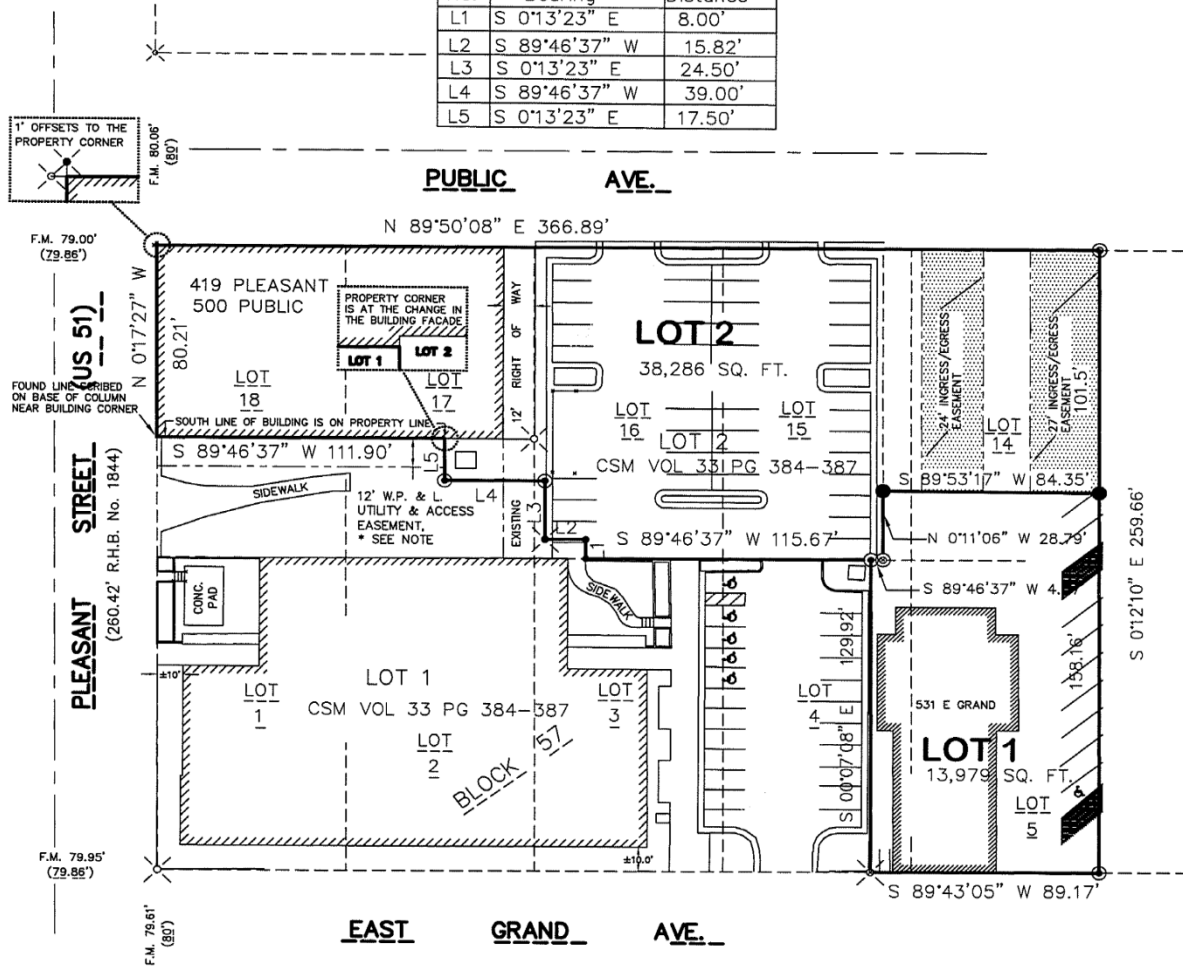 L1 S 0°13'23" E 8.00'
L2 S 89°46'37" W 15.82'
L3 S 0°13'23" E 24.50'
L4 S 89°46'37" W 39.00'
L5 S 0°13'23" E 17.50'
1' OFFSETS TO THE
PROPERTY CORNER
F.M. 80.06'
(80')
PUBLIC AVE.
N 89°50'08" E 366.89'
F.M. 79.00'
(79.86')
N 0°17'27" W
80.21'
419 PLEASANT
500 PUBLIC
PROPERTY CORNER
IS AT THE CHANGE IN
THE BUILDING FACADE
LOT 1 LOT 2
12' RIGHT OF WAY
EXISTING
LOT 2
38,286 SQ. FT.
24' INGRESS/EGRESS
EASEMENT
27' INGRESS/EGRESS
EASEMENT
101.5'
US 51)
FOUND LINE SCRIBED
ON BASE OF COLUMN
NEAR BUILDING CORNER
LOT
18
LOT
17
LOT
16
LOT
15
LOT
14
SOUTH LINE OF BUILDING IS ON PROPERTY LINE
LOT 2
CSM VOL 33 PG 384-387
S 89°46'37" W 111.90'
L5
L4
L3
L2
S 89°53'17" W 84.35'
SIDEWALK
12' W.P. & L.
UTILITY & ACCESS
EASEMENT,
* SEE NOTE
S 89°46'37" W 115.67'
N 0°11'06" W 28.79'
S 89°46'37" W 4.
PLEASANT STREET
(260.42' R.H.B. No. 1844)
S 0°12'10" E 259.66'
CONC.
PAD
SIDEWALK
±10'
LOT 1
CSM VOL 33 PG 384-387
LOT
1
LOT
2
LOT
3
BLOCK 57
LOT
4
S 00°07'08" E 129.92'
531 E GRAND
158.16'
LOT 1
13,979 SQ. FT.
LOT
5
±10.0'
F.M. 79.95'
(79.86')
S 89°43'05" W 89.17'
F.M. 79.61'
(80')
EAST GRAND AVE.